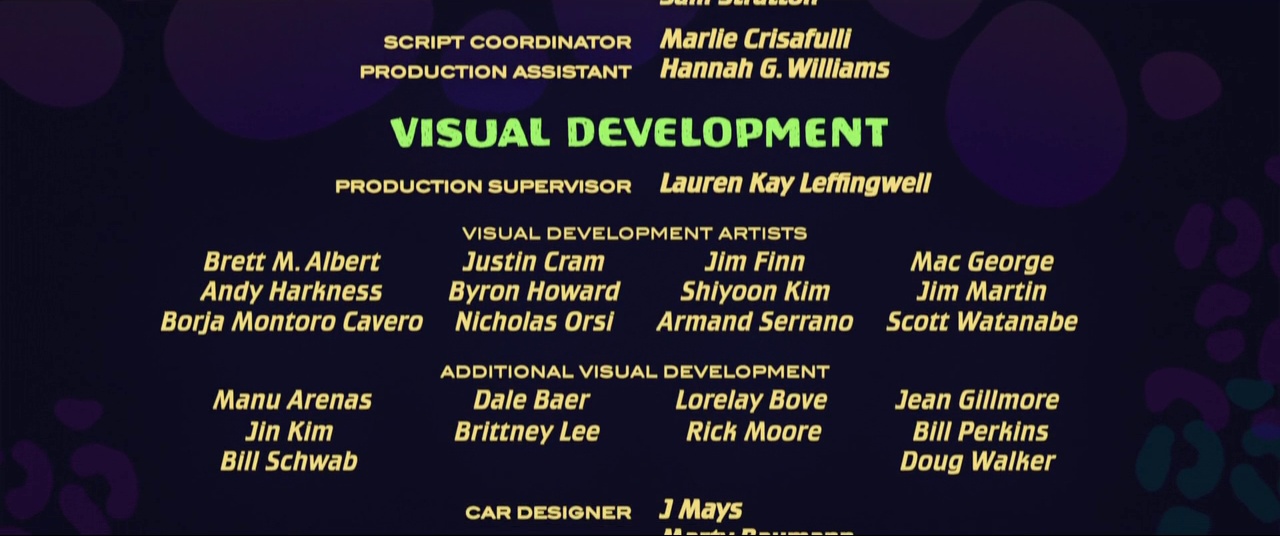 SCRIPT COORDINATOR Marlie Crisafulli
PRODUCTION ASSISTANT Hannah G. Williams
VISUAL DEVELOPMENT
PRODUCTION SUPERVISOR Lauren Kay Leffingwell
VISUAL DEVELOPMENT ARTISTS
Brett M. Albert Justin Cram Jim Finn Mac George
Andy Harkness Byron Howard Shiyoon Kim Jim Martin
Borja Montoro Cavero Nicholas Orsi Armand Serrano Scott Watanabe
ADDITIONAL VISUAL DEVELOPMENT
Manu Arenas Dale Baer Lorelay Bove Jean Gillmore
Jin Kim Brittney Lee Rick Moore Bill Perkins
Bill Schwab Doug Walker
CAR DESIGNER J Mays